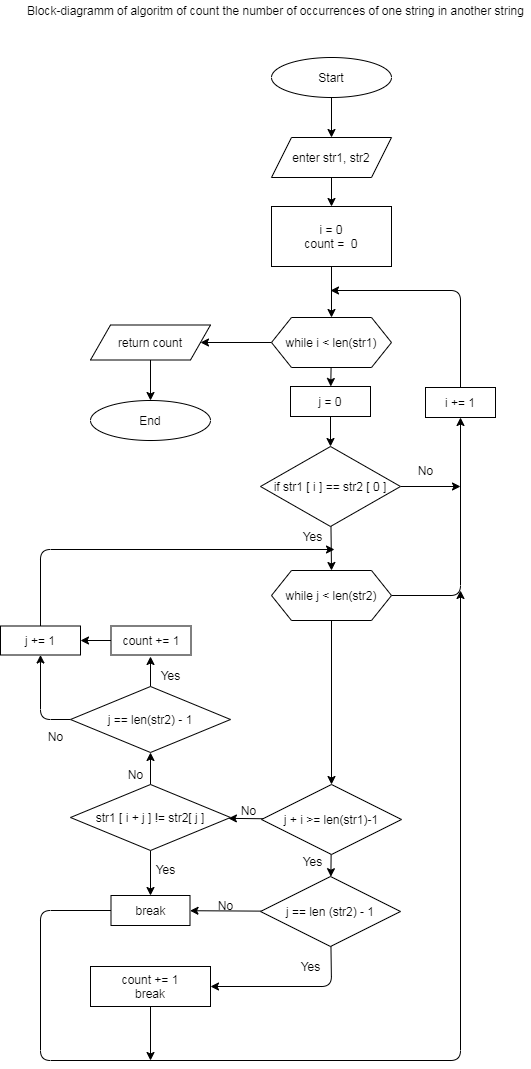 Block-diagramm of algoritm of count the number of occurrences of one string in another string
Start
enter str1, str2
i = 0
count = 0
while i < len(str1)
return count
j = 0
i += 1
End
if str1 [ i ] == str2 [ 0 ]
No
Yes
while j < len(str2)
j += 1
count += 1
Yes
j == len(str2) - 1
No
No
str1 [ i + j ] != str2[ j ]
No
j + i >= len(str1)-1
Yes
Yes
break
No
j == len (str2) - 1
Yes
count += 1
break